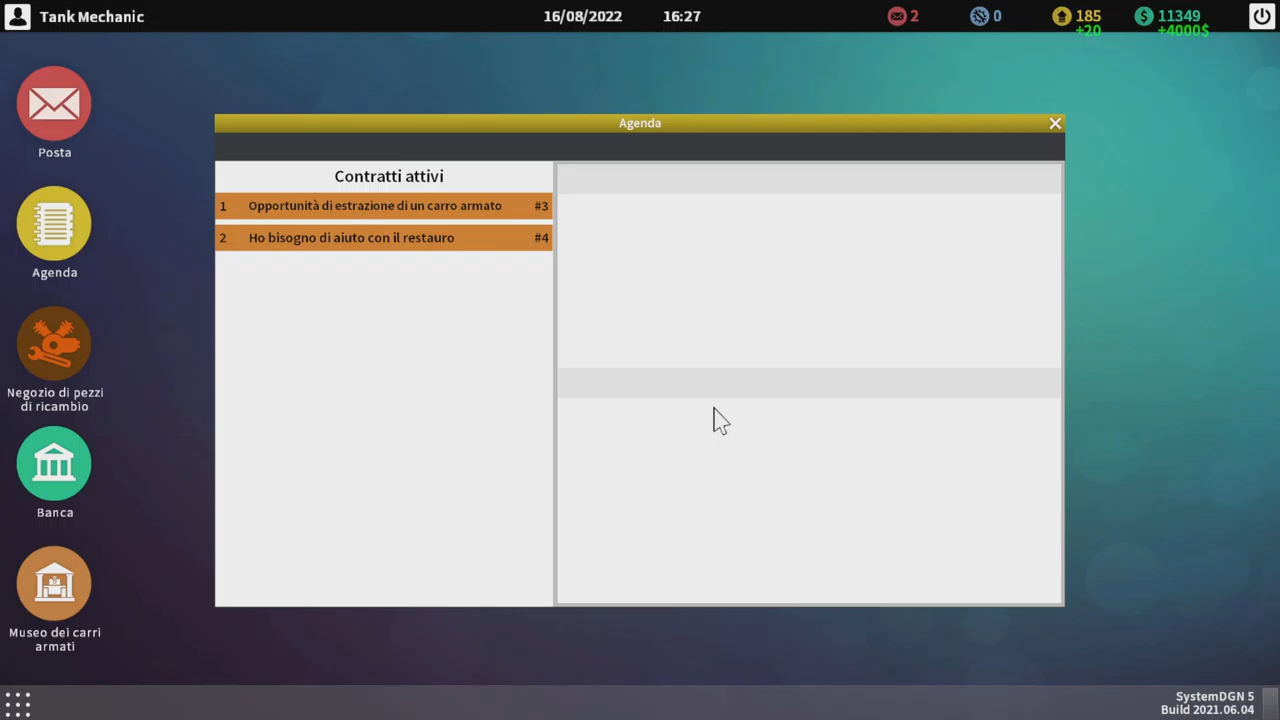 Tank Mechanic
16/08/2022
16:27
2
0
185
+20
11349
+4000$
Posta
Agenda
Negozio di pezzi
di ricambio
Banca
Museo dei carri
armati
Agenda
Contratti attivi
1 Opportunità di estrazione di un carro armato #3
2 Ho bisogno di aiuto con il restauro #4
SystemDGN 5
Build 2021.06.04